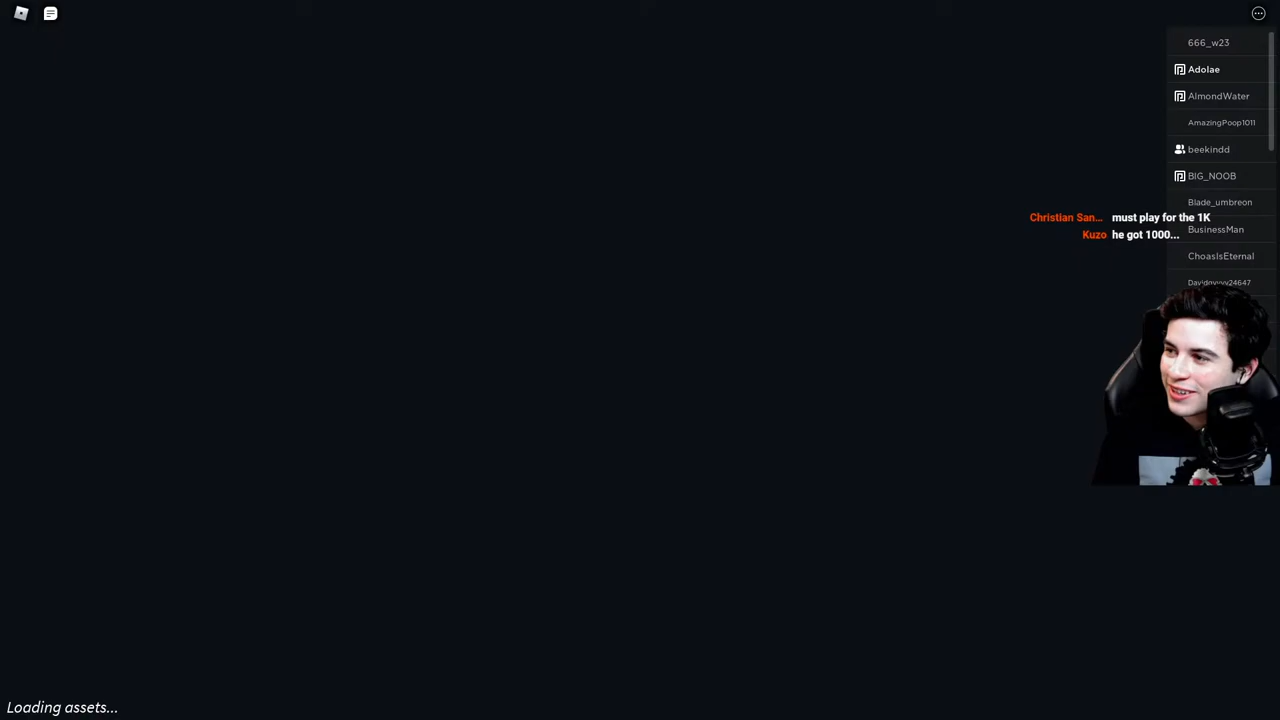 666_w23
Adolae
AlmondWater
AmazingPoop1011
beekindd
BIG_NOOB
Blade_umbreon
Christian San... must play for the 1K
BusinessMan
Kuzo he got 1000...
ChoasIsEternal
Loading assets...